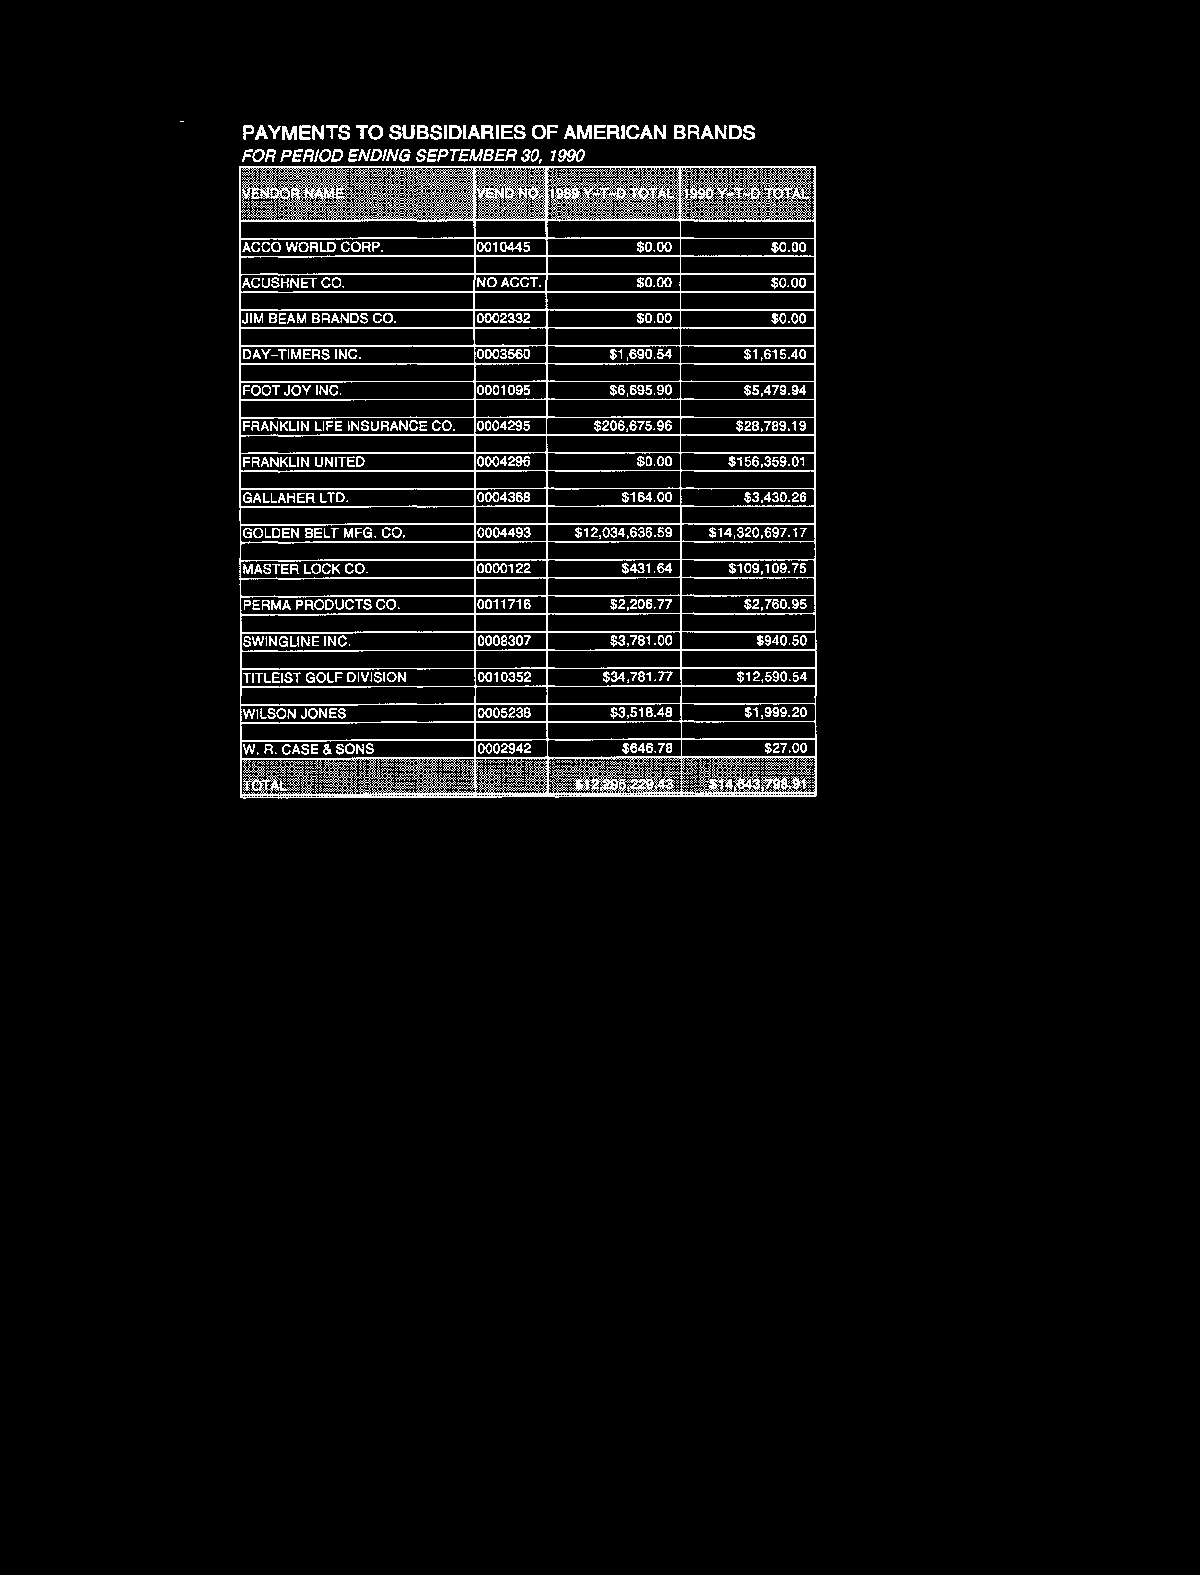 PAYMENTS TO SUBSIDIARIES OF AMERICAN BRANDS
FOR PERIOD ENDING SEPTEMBER 30, 1990
VENDOR NAME VEND NO. 1989 Y-T-D TOTAL 1990 Y-T-D TOTAL
ACCO WORLD CORP. 0010445 $0.00 $0.00
ACUSHNET CO. NO ACCT. $0.00 $0.00
JIM BEAM BRANDS CO. 0002332 $0.00 $0.00
DAY-TIMERS INC. 0003560 $1,690.54 $1,615.40
FOOT JOY INC. 0001095 $6,695.90 $5,479.94
FRANKLIN LIFE INSURANCE CO. 0004295 $206,675.96 $28,789.19
FRANKLIN UNITED 0004296 $0.00 $156,359.01
GALLAHER LTD. 0004368 $164.00 $3,430.26
GOLDEN BELT MFG. CO. 0004493 $12,034,636.59 $14,320,697.17
MASTER LOCK CO. 0000122 $431.64 $109,109.75
PERMA PRODUCTS CO. 0011716 $2,206.77 $2,760.95
SWINGLINE INC. 0008307 $3,781.00 $940.50
TITLEIST GOLF DIVISION 0010352 $34,781.77 $12,590.54
WILSON JONES 0005238 $3,518.48 $1,999.20
W. R. CASE & SONS 0002942 $646.78 $27.00
TOTAL $12,295,229.43 $14,643,798.91